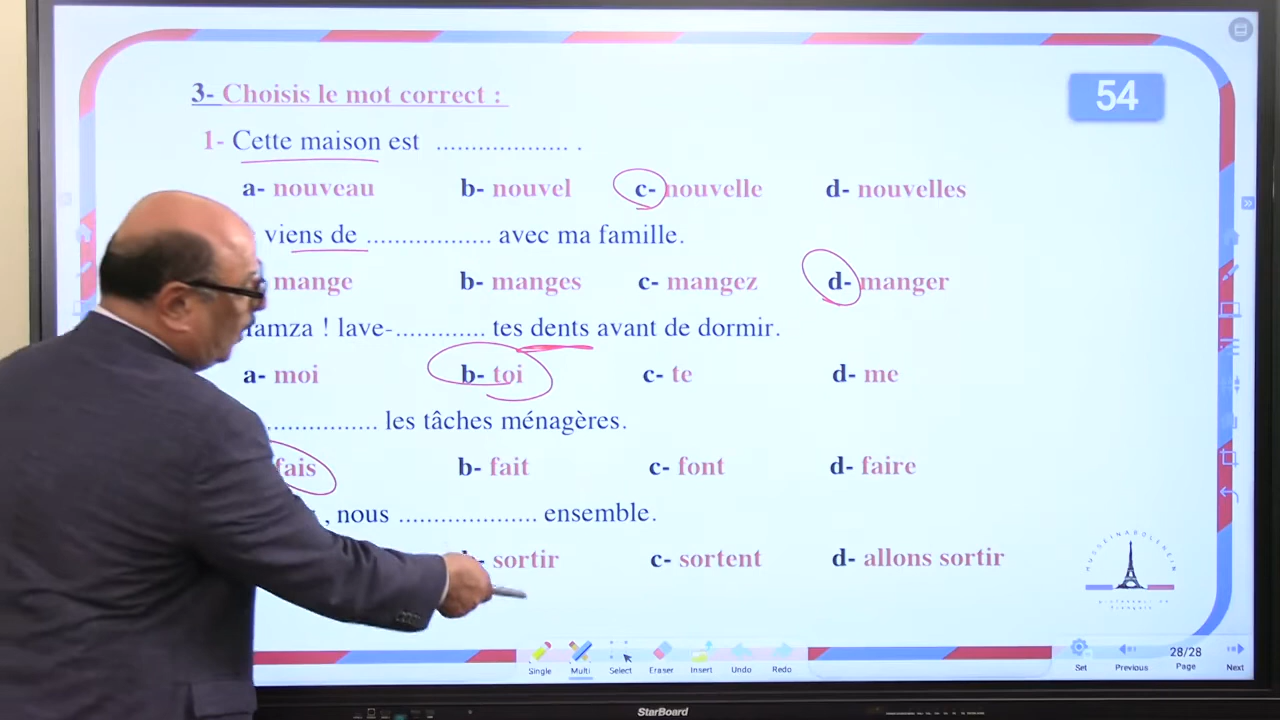 3- Choisis le mot correct :
54
1- Cette maison est ................... .
a- nouveau b- nouvel c- nouvelle d- nouvelles
viens de .................. avec ma famille.
mange b- manges c- mangez d- manger
! lave-............. tes dents avant de dormir.
a- moi b- toi c- te d- me
................ les tâches ménagères.
fais b- fait c- font d- faire
, nous .................... ensemble.
sortir c- sortent d- allons sortir
Single Multi Select Eraser Insert Undo Redo
Set Previous 28/28 Page Next
StarBoard